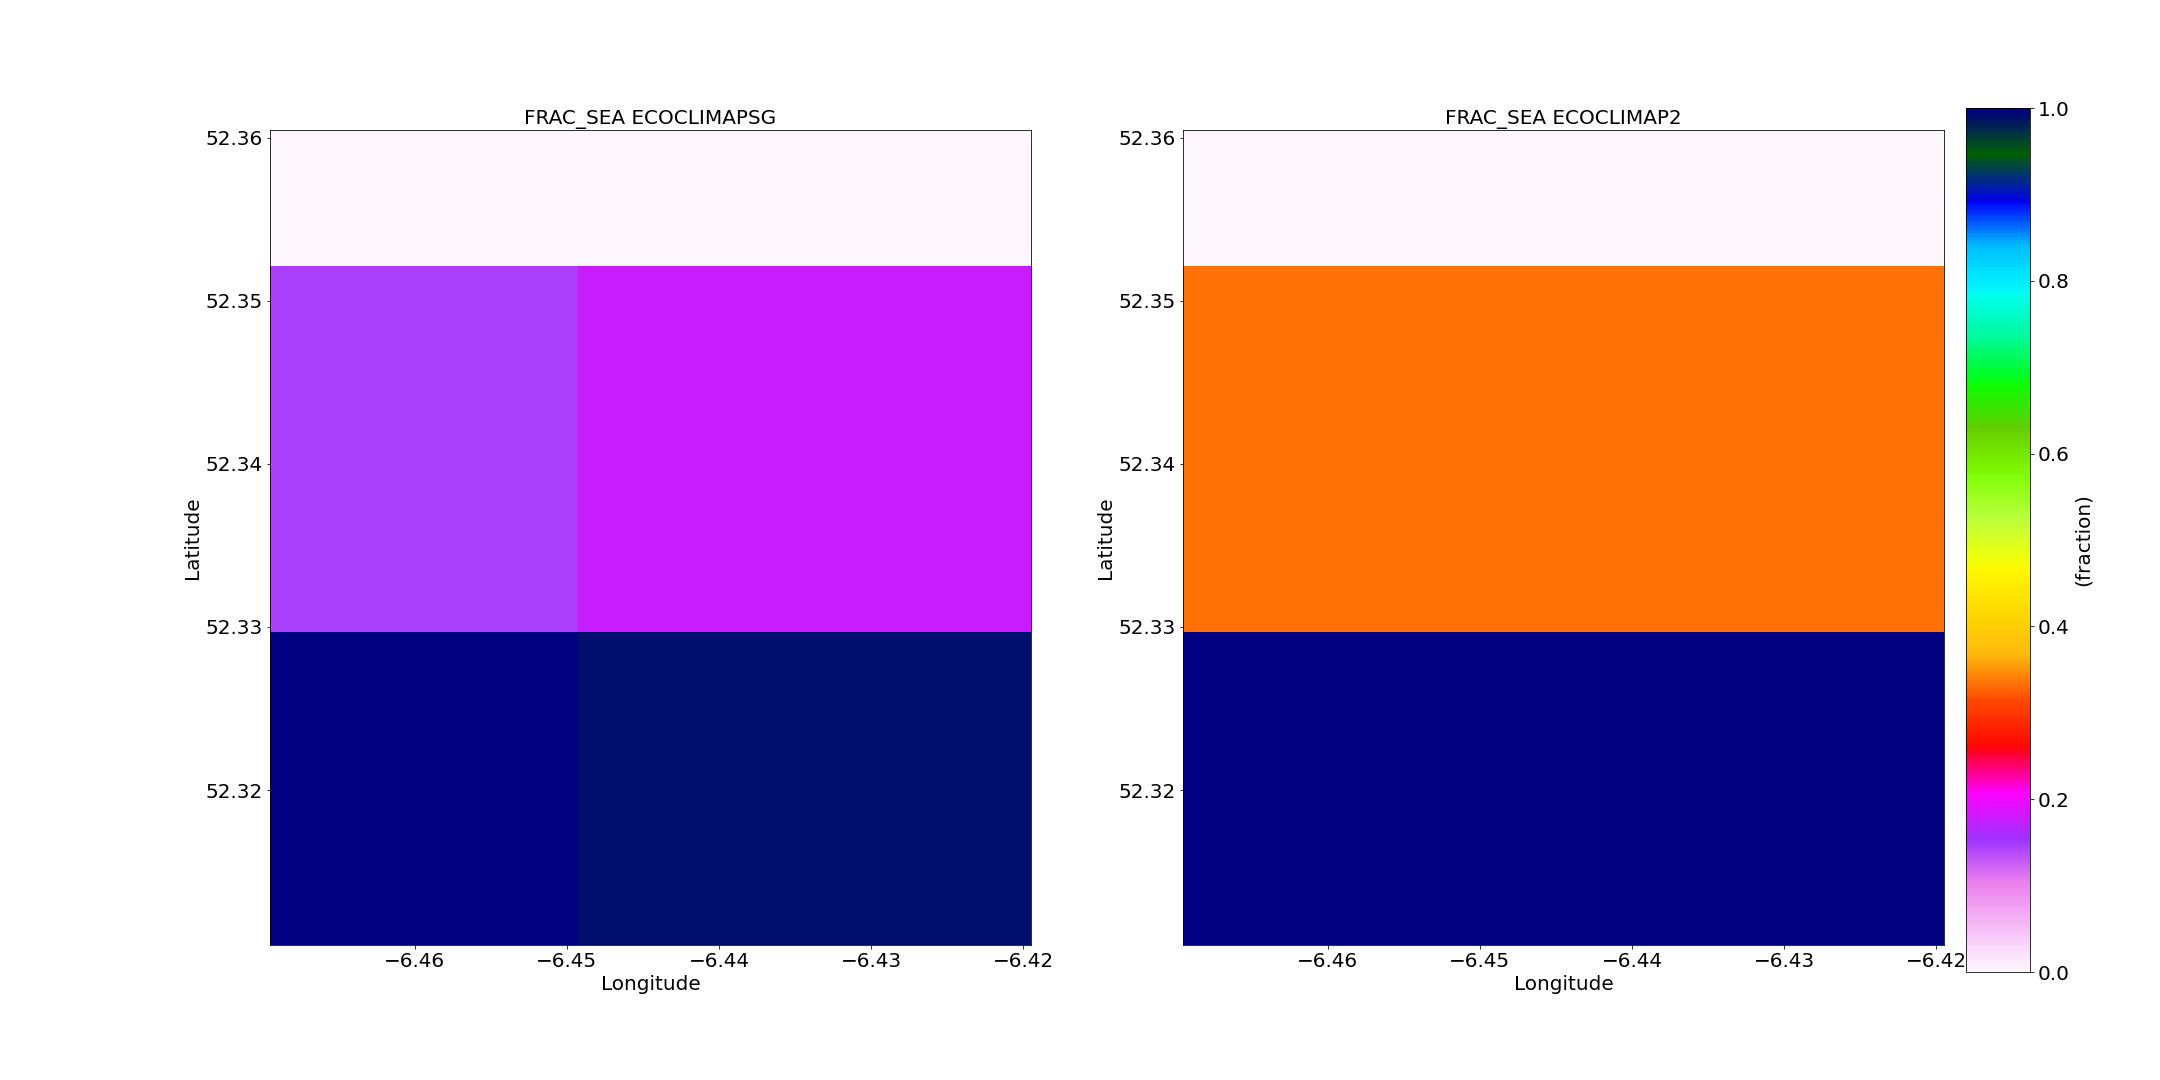 FRAC_SEA ECOCLIMAPSG
52.36
52.35
52.34
52.33
52.32
Latitude
−6.46 −6.45 −6.44 −6.43 −6.42
Longitude
FRAC_SEA ECOCLIMAP2
52.36
52.35
52.34
52.33
52.32
Latitude
−6.46 −6.45 −6.44 −6.43 −6.42
Longitude
1.0
0.8
0.6
0.4
0.2
0.0
(fraction)